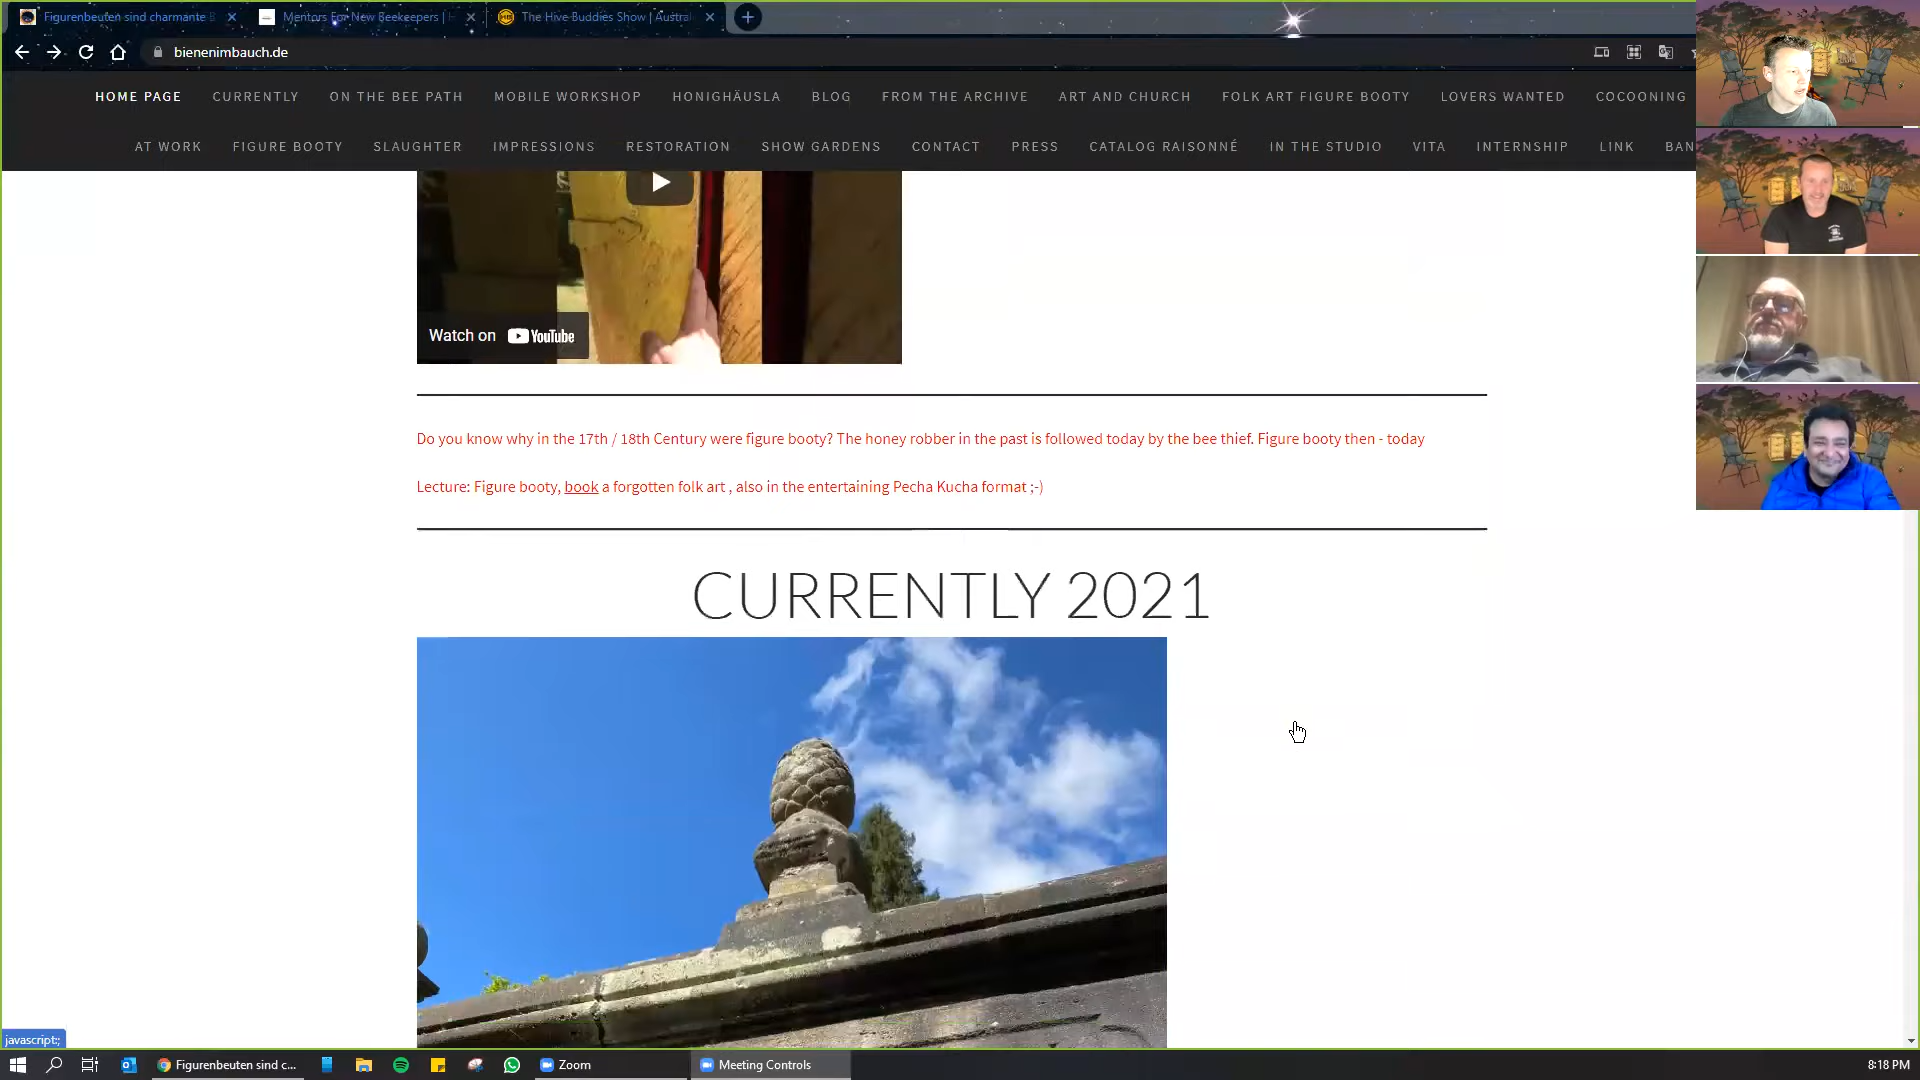 Figurenbeuten sind charmante B
Mentors For New Beekeepers | H
The Hive Buddies Show | Austral
bienenimbauch.de
HOME PAGE CURRENTLY ON THE BEE PATH MOBILE WORKSHOP HONIGHÄUSLA BLOG FROM THE ARCHIVE ART AND CHURCH FOLK ART FIGURE BOOTY LOVERS WANTED COCOONING
AT WORK FIGURE BOOTY SLAUGHTER IMPRESSIONS RESTORATION SHOW GARDENS CONTACT PRESS CATALOG RAISONNÉ IN THE STUDIO VITA INTERNSHIP LINK BAN
Watch on YouTube
Do you know why in the 17th / 18th Century were figure booty? The honey robber in the past is followed today by the bee thief. Figure booty then - today
Lecture: Figure booty, book a forgotten folk art , also in the entertaining Pecha Kucha format ;-)
CURRENTLY 2021
javascript:;
Figurenbeuten sind c...
Zoom
Meeting Controls
8:18 PM